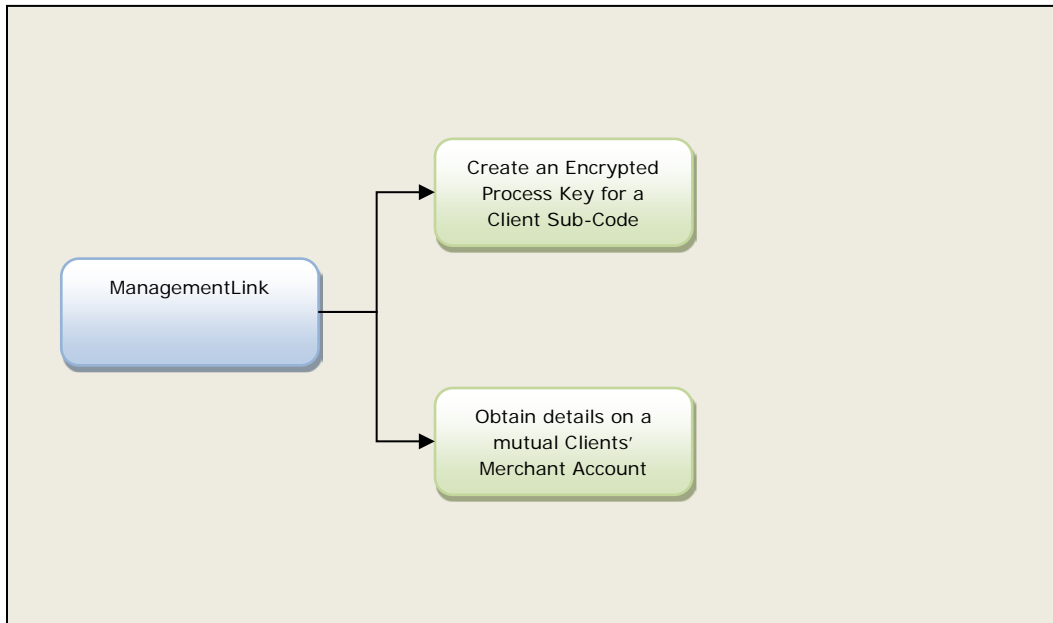 Create an Encrypted
Process Key for a
Client Sub-Code
ManagementLink
Obtain details on a
mutual Clients’
Merchant Account